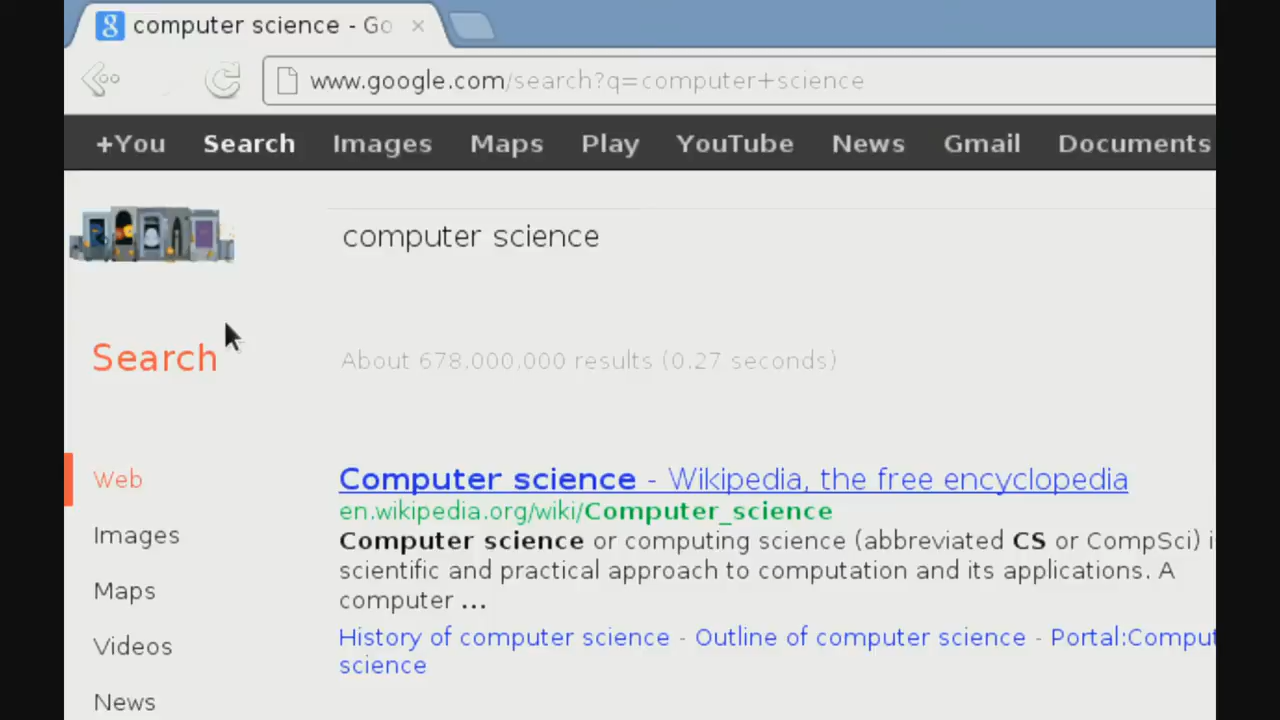 computer science - Go
www.google.com/search?q=computer+science
+You Search Images Maps Play YouTube News Gmail Documents
computer science
Search
About 678,000,000 results (0.27 seconds)
Web
Computer science - Wikipedia, the free encyclopedia
en.wikipedia.org/wiki/Computer_science
Images
Computer science or computing science (abbreviated CS or CompSci) i
scientific and practical approach to computation and its applications. A
Maps
computer ...
Videos
History of computer science - Outline of computer science - Portal:Comput
science
News